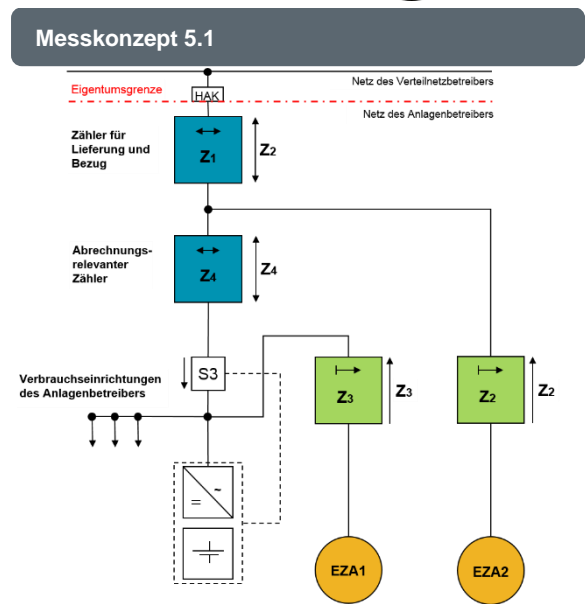 Messkonzept 5.1
Netz des Verteilnetzbetreibers
Eigentumsgrenze
HAK
Netz des Anlagenbetreibers
Zähler für
Lieferung und
Bezug
Z1
Z2
Abrechnungs-
relevanter
Zähler
Z4
Z4
S3
Verbrauchseinrichtungen
des Anlagenbetreibers
Z3
Z3
Z2
Z2
~
=
EZA1
EZA2